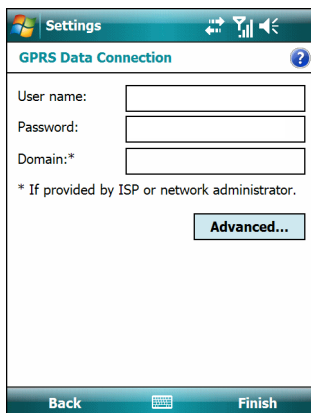 Settings
GPRS Data Connection ?
User name:
Password:
Domain:*
* If provided by ISP or network administrator.
Advanced...
Back Finish